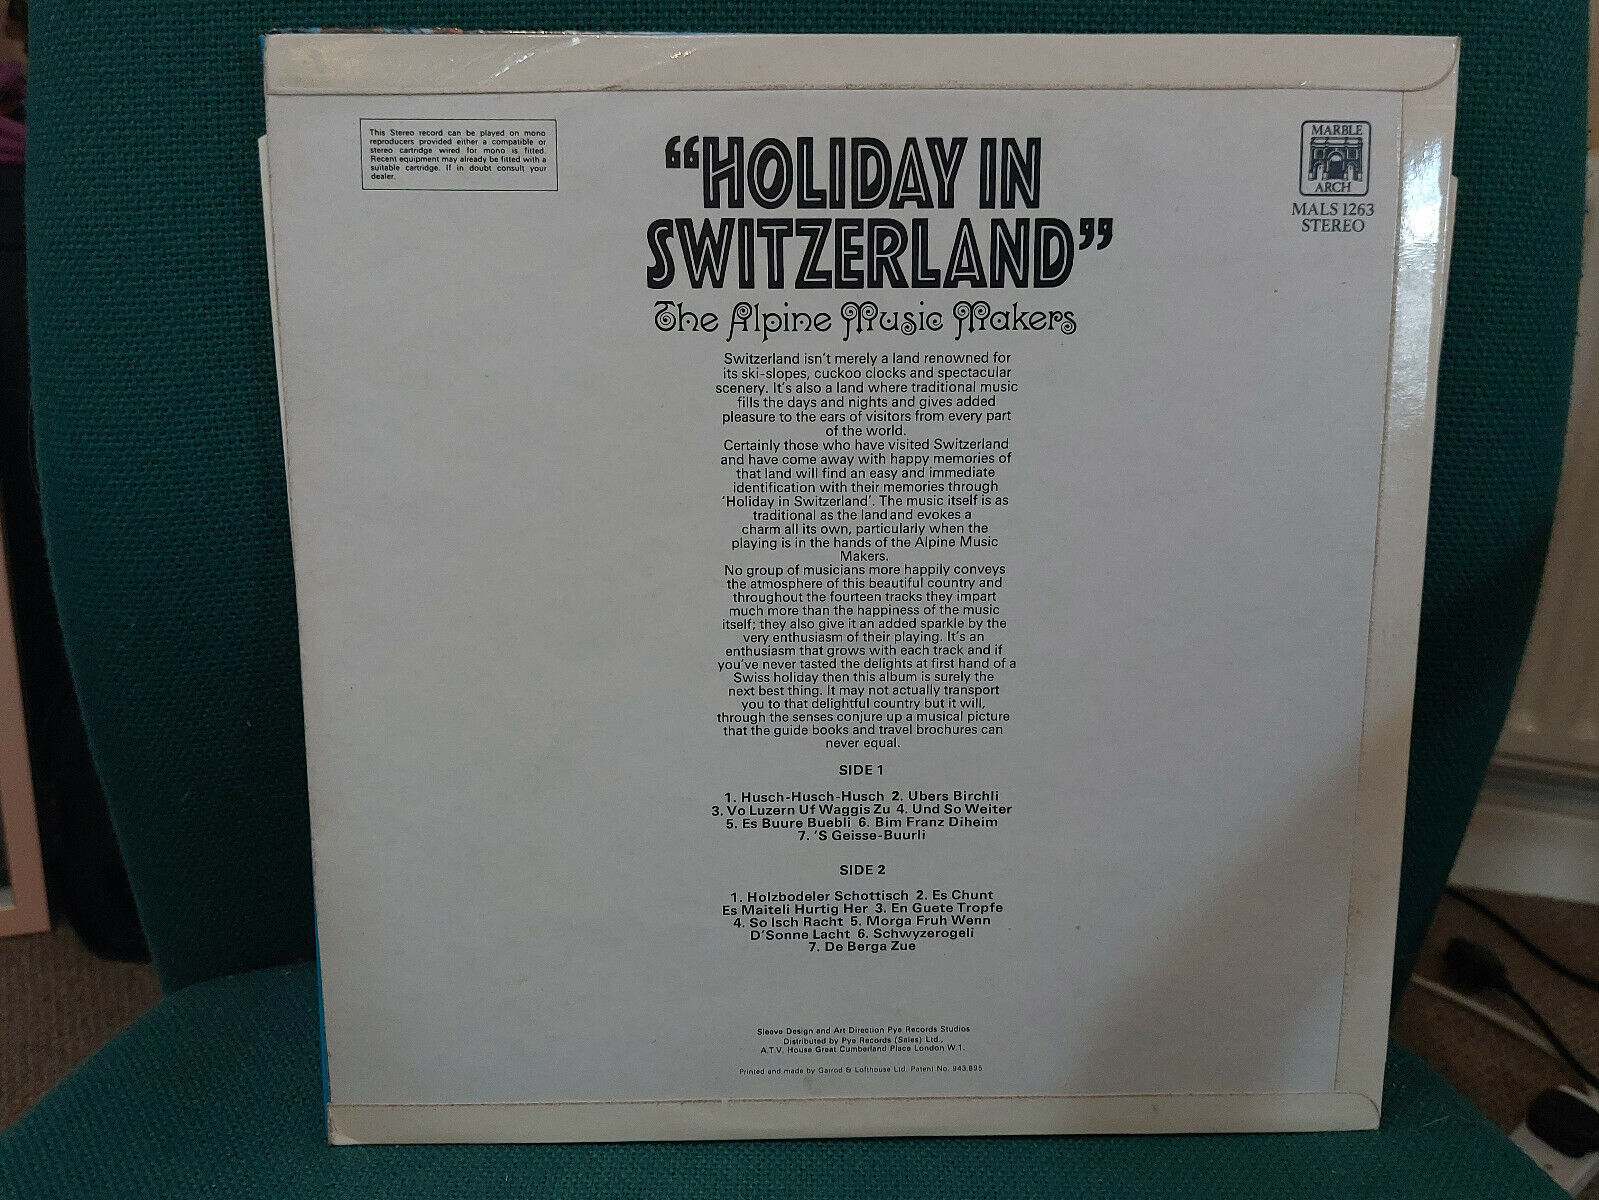 This Stereo record can be played on mono
reproducers provided either a compatible or
stereo cartridge wired for mono is fitted.
Recent equipment may already be fitted with a
suitable cartridge. If in doubt consult your
dealer.
“HOLIDAY IN
SWITZERLAND”
The Alpine Music Makers
MARBLE
ARCH
MALS 1263
STEREO
Switzerland isn't merely a land renowned for
its ski-slopes, cuckoo clocks and spectacular
scenery. It's also a land where traditional music
fills the days and nights and gives added
pleasure to the ears of visitors from every part
of the world.
Certainly those who have visited Switzerland
and have come away with happy memories of
that land will find an easy and immediate
identification with their memories through
'Holiday in Switzerland'. The music itself is as
traditional as the land and evokes a
charm all its own, particularly when the
playing is in the hands of the Alpine Music
Makers.
No group of musicians more happily conveys
the atmosphere of this beautiful country and
throughout the fourteen tracks they impart
much more than the happiness of the music
itself; they also give it an added sparkle by the
very enthusiasm of their playing. It's an
enthusiasm that grows with each track and if
you've never tasted the delights at first hand of a
Swiss holiday then this album is surely the
next best thing. It may not actually transport
you to that delightful country but it will,
through the senses conjure up a musical picture
that the guide books and travel brochures can
never equal.
SIDE 1
1. Husch-Husch-Husch 2. Ubers Birchli
3. Vo Luzern Uf Waggis Zu 4. Und So Weiter
5. Es Buure Buebli 6. Bim Franz Diheim
7. 'S Geisse-Buurli
SIDE 2
1. Holzbodeler Schottisch 2. Es Chunt
Es Maiteli Hurtig Her 3. En Guete Tropfe
4. So Isch Racht 5. Morga Fruh Wenn
D'Sonne Lacht 6. Schwyzerogeli
7. De Berga Zue
Sleeve Design and Art Direction Pye Records Studios
Distributed by Pye Records (Sales) Ltd.,
A.T.V. House Great Cumberland Place London W.1.
Printed and made by Garrod & Lofthouse Ltd. Patent No. 943,895